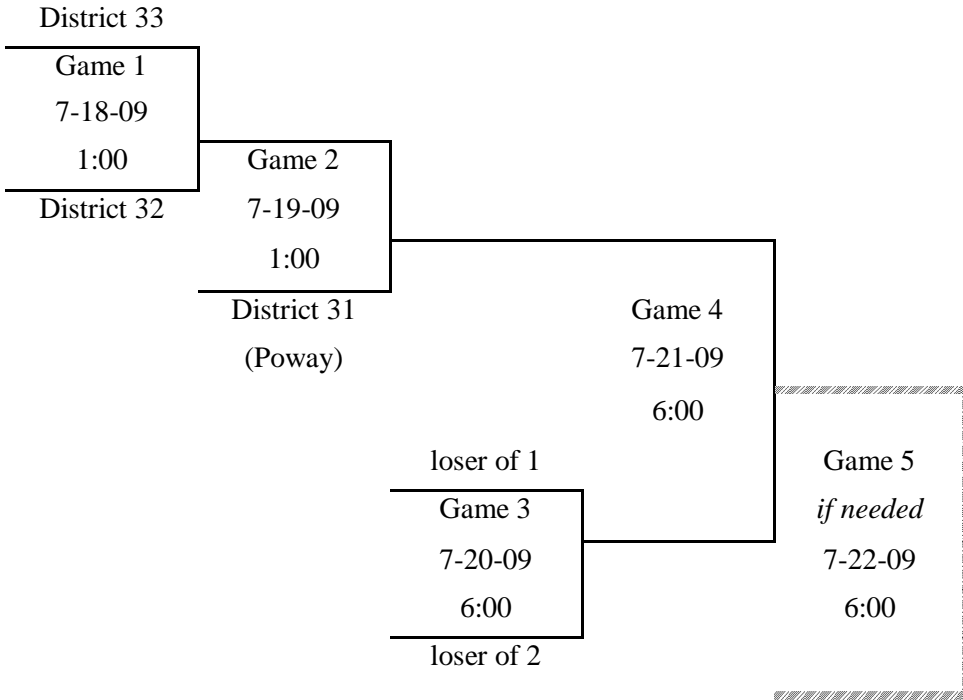 District 33
Game 1
7-18-09
1:00
District 32
Game 2
7-19-09
1:00
District 31
(Poway)
Game 4
7-21-09
6:00
loser of 1
Game 3
7-20-09
6:00
loser of 2
Game 5
if needed
7-22-09
6:00